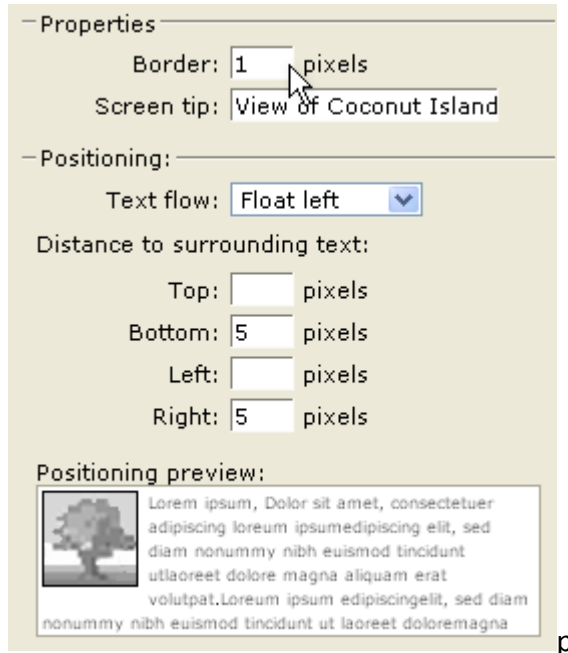 Properties
Border: 1 pixels
Screen tip: View of Coconut Island
Positioning:
Text flow: Float left
Distance to surrounding text:
Top: pixels
Bottom: 5 pixels
Left: pixels
Right: 5 pixels
Positioning preview:
Lorem ipsum, Dolor sit amet, consectetuer
adipiscing loreum ipsumedipiscing elit, sed
diam nonummy nibh euismod tincidunt
utlaoreet dolore magna aliquam erat
volutpat.Loreum ipsum edipiscingelit, sed diam
nonummy nibh euismod tincidunt ut laoreet doloremagna
p